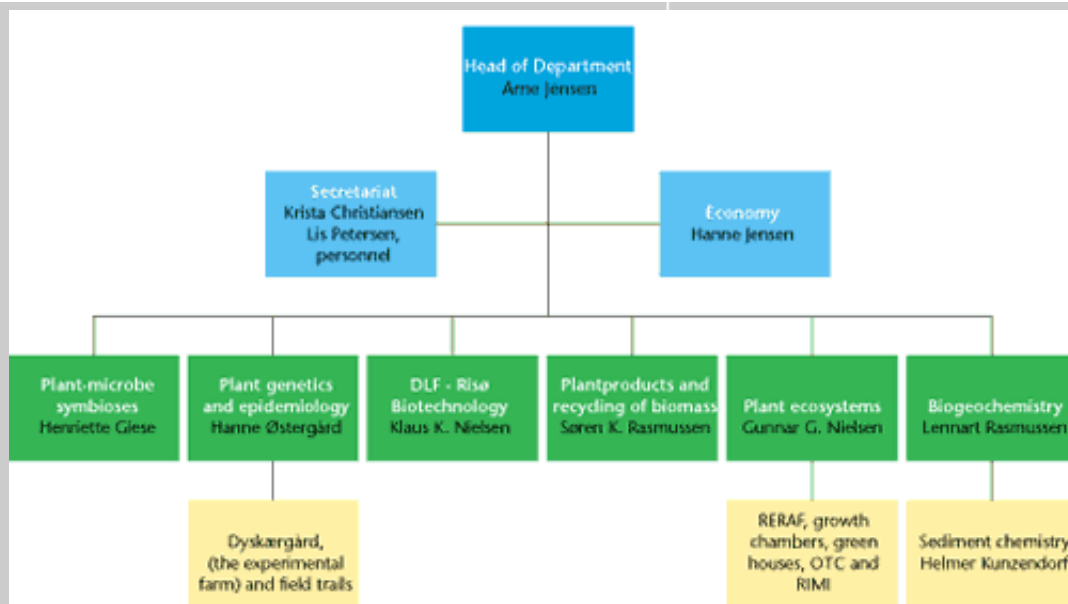 Head of Department
Arne Jensen
Secretariat
Krista Christiansen
Lis Petersen,
personnel
Economy
Hanne Jensen
Plant-microbe
symbioses
Henriette Giese
Plant genetics
and epidemiology
Hanne Østergård
DLF - Risø
Biotechnology
Klaus K. Nielsen
Plantproducts and
recycling of biomass
Søren K. Rasmussen
Plant ecosystems
Gunnar G. Nielsen
Biogeochemistry
Lennart Rasmussen
Dyskærgård,
(the experimental
farm) and field trails
RERAF, growth
chambers, green
houses, OTC and
RIMI
Sediment chemistry
Helmer Kunzendorf